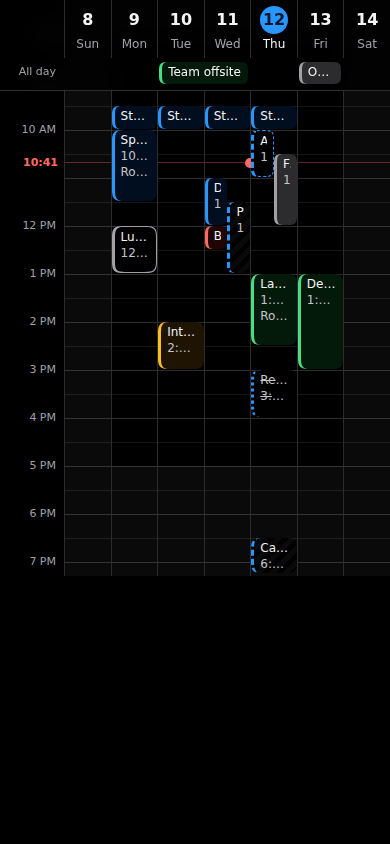 8 9 10 11 12 13 14
Sun Mon Tue Wed Thu Fri Sat
All day Team offsite O...
St... St... St... St...
10 AM
Sp...
10...
Ro...
A
1
10:41
F
1
D
1
P
1
12 PM
Lu...
12...
B
1 PM
La...
1:...
Ro...
De...
1:...
2 PM
Int...
2:...
3 PM
Re...
3:...
4 PM
5 PM
6 PM
Ca...
6:...
7 PM